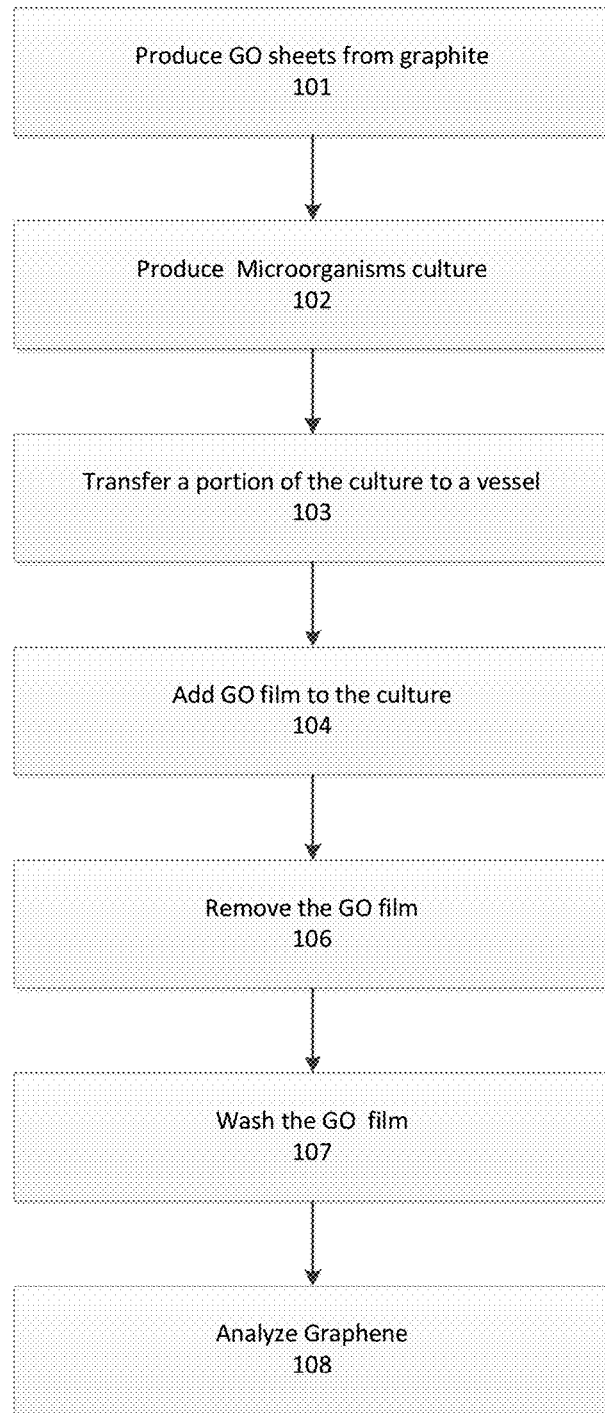 Produce GO sheets from graphite
101
Produce Microorganisms culture
102
Transfer a portion of the culture to a vessel
103
Add GO film to the culture
104
Remove the GO film
106
Wash the GO film
107
Analyze Graphene
108